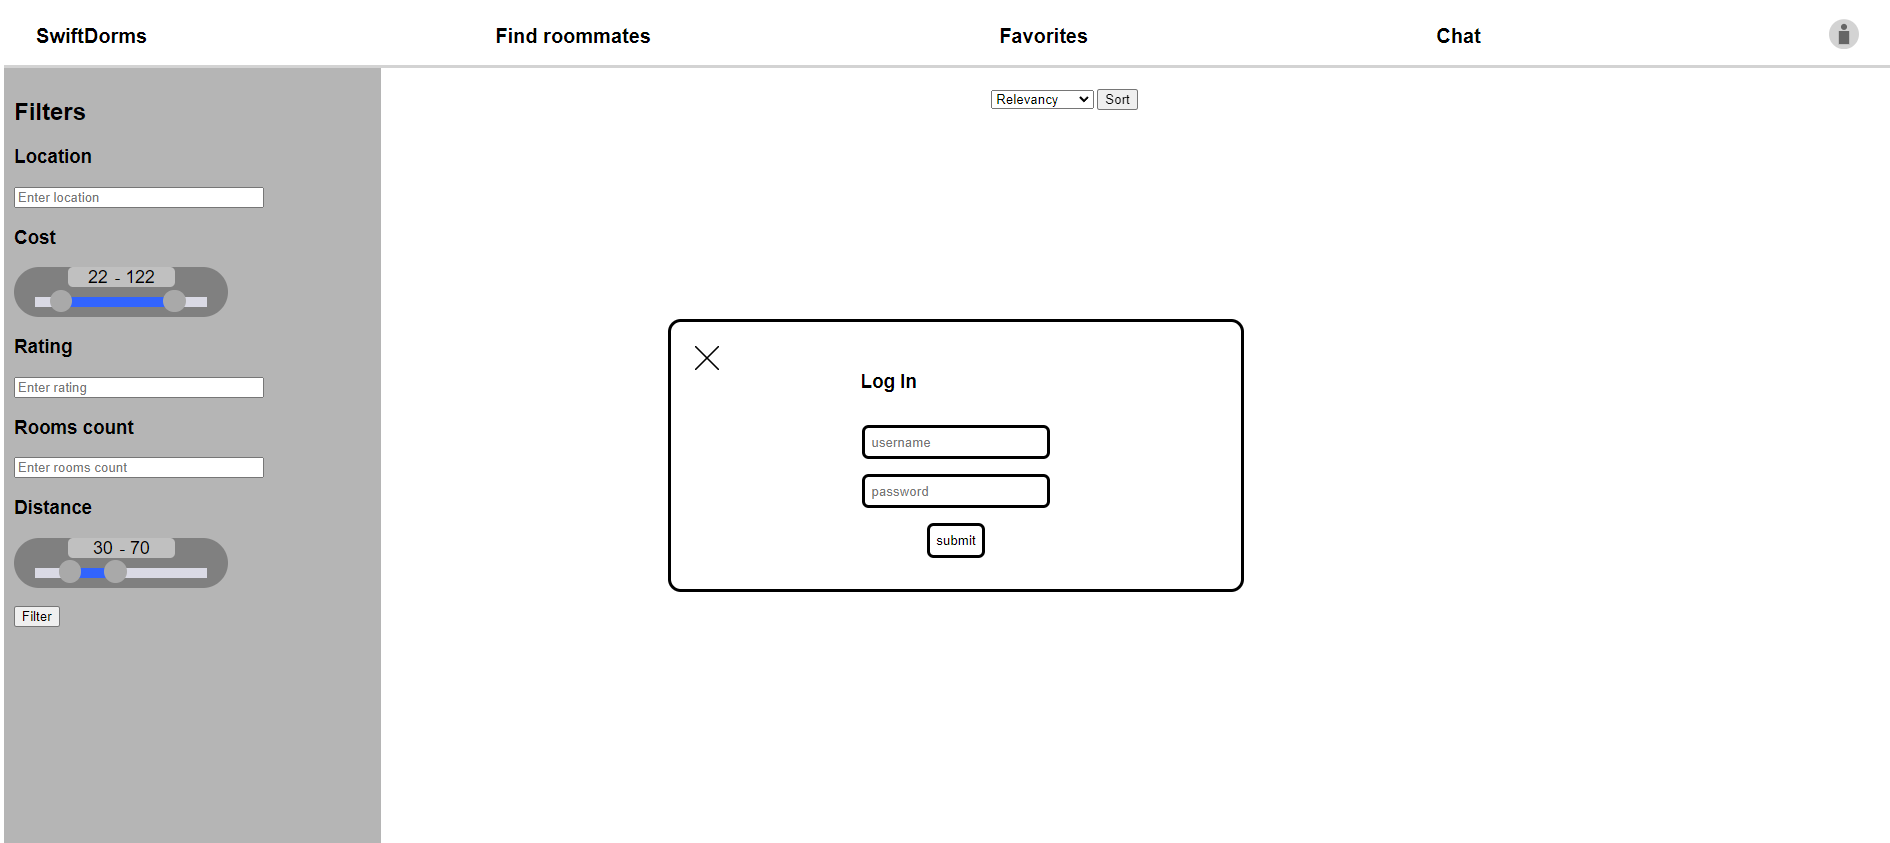 SwiftDorms
Find roommates
Favorites
Chat
Filters
Location
Enter location
Cost
22 - 122
Rating
Enter rating
Rooms count
Enter rooms count
Distance
30 - 70
Filter
Relevancy
Sort
Log In
username
password
submit